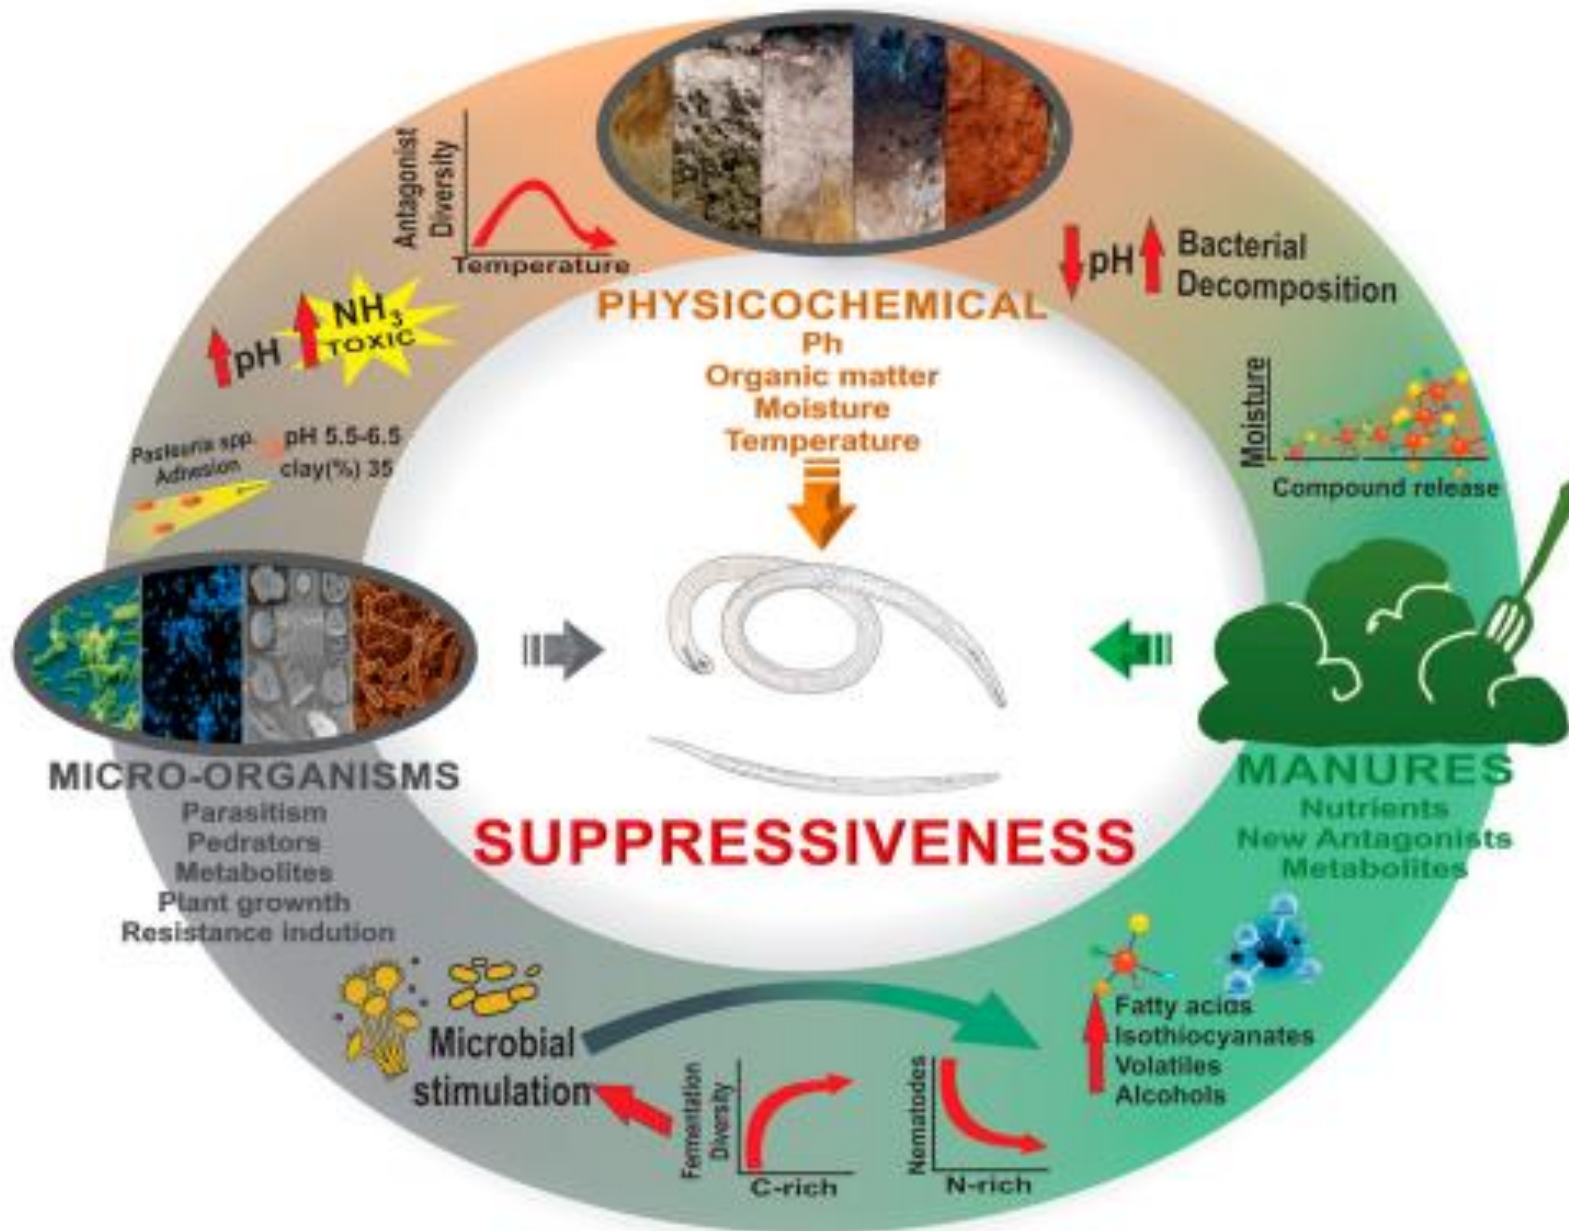 Antagonist
Diversity
Temperature
pH
NH3
TOXIC
Pasteuria spp.
Adhesion
pH 5.5-6.5
clay(%) 35
PHYSICOCHEMICAL
Ph
Organic matter
Moisture
Temperature
pH
Bacterial
Decomposition
Moisture
Compound release
MICRO-ORGANISMS
Parasitism
Pedrators
Metabolites
Plant grownth
Resistance indution
SUPPRESSIVENESS
MANURES
Nutrients
New Antagonists
Metabolites
Microbial
stimulation
Fermentation
Diversity
C-rich
Nematodes
N-rich
Fatty acids
Isothiocyanates
Volatiles
Alcohols